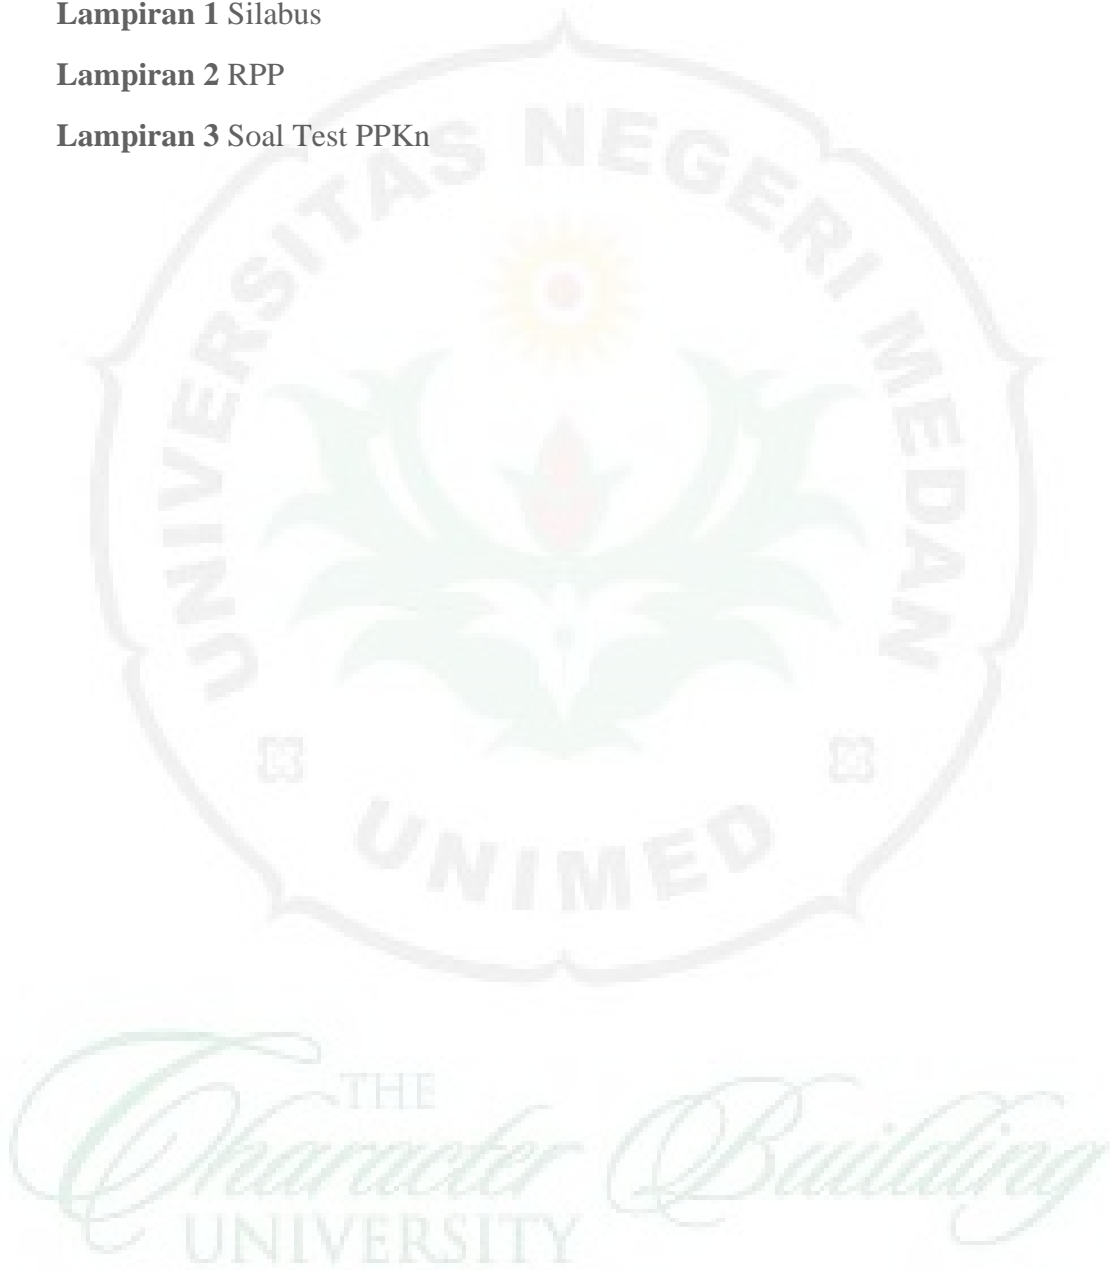 Lampiran 1 Silabus
Lampiran 2 RPP
Lampiran 3 Soal Test PPKn
UNIVERSITAS NEGERI MEDAN
UNIMED
THE
Character Building
UNIVERSITY